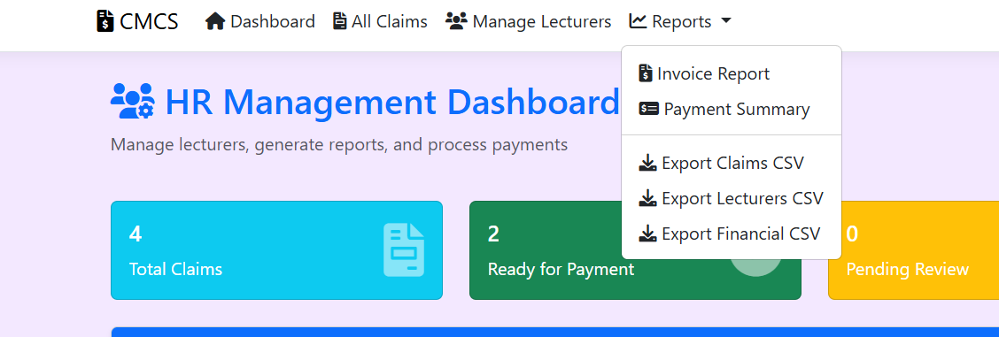 CMCS Dashboard All Claims Manage Lecturers Reports
Invoice Report
Payment Summary
Export Claims CSV
Export Lecturers CSV
Export Financial CSV
HR Management Dashboard
Manage lecturers, generate reports, and process payments
4
Total Claims
2
Ready for Payment
0
Pending Review